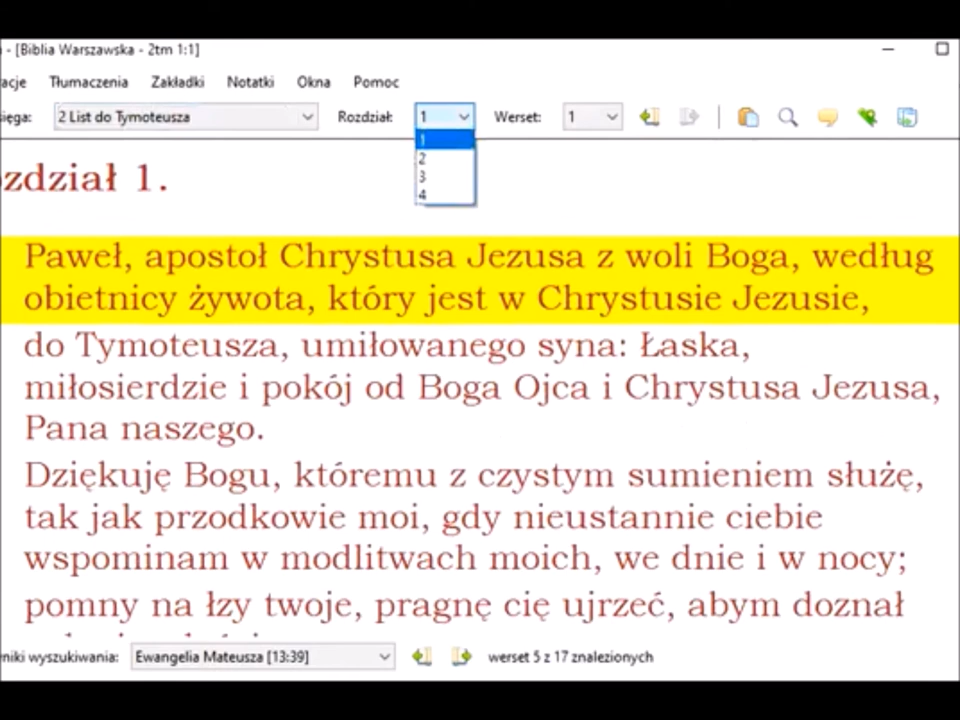 - [Biblia Warszawska - 2tm 1:1]
acje Tłumaczenia Zakładki Notatki Okna Pomoc
ięga: 2 List do Tymoteusza Rozdział: 1 Werset: 1
1
2
3
4
ozdział 1.
Paweł, apostoł Chrystusa Jezusa z woli Boga, według
obietnicy żywota, który jest w Chrystusie Jezusie,
do Tymoteusza, umiłowanego syna: Łaska,
miłosierdzie i pokój od Boga Ojca i Chrystusa Jezusa,
Pana naszego.
Dziękuję Bogu, któremu z czystym sumieniem służę,
tak jak przodkowie moi, gdy nieustannie ciebie
wspominam w modlitwach moich, we dnie i w nocy;
pomny na łzy twoje, pragnę cię ujrzeć, abym doznał
niki wyszukiwania: Ewangelia Mateusza [13:39] werset 5 z 17 znalezionych